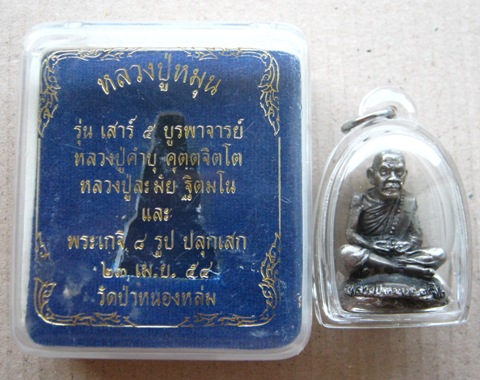 หลวงปู่หมุน
รุ่น เสาร์ ๕ บูรพาจารย์
หลวงปู่คำบุ คุตตจิตโต
หลวงปู่ละมัย ฐิตมโน
และ
พระเกจิ ๘ รูป ปลุกเสก
๒๓ เม.ย. ๕๔
วัดป่าหนองหล่ม